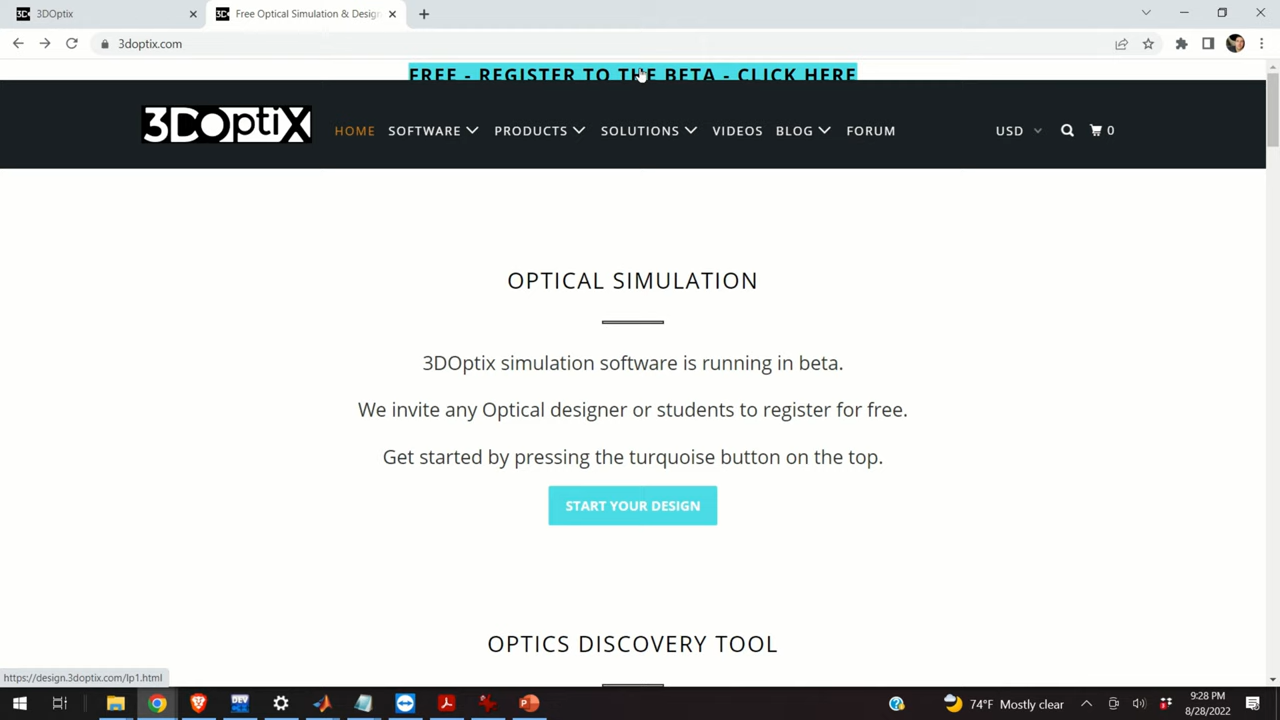 3DOptix
Free Optical Simulation & Design
3doptix.com
FREE - REGISTER TO THE BETA - CLICK HERE
3DOptiX HOME SOFTWARE PRODUCTS SOLUTIONS VIDEOS BLOG FORUM USD 0
OPTICAL SIMULATION
3DOptix simulation software is running in beta.
We invite any Optical designer or students to register for free.
Get started by pressing the turquoise button on the top.
START YOUR DESIGN
OPTICS DISCOVERY TOOL
https://design.3doptix.com/lp1.html
74°F Mostly clear
9:28 PM
8/28/2022